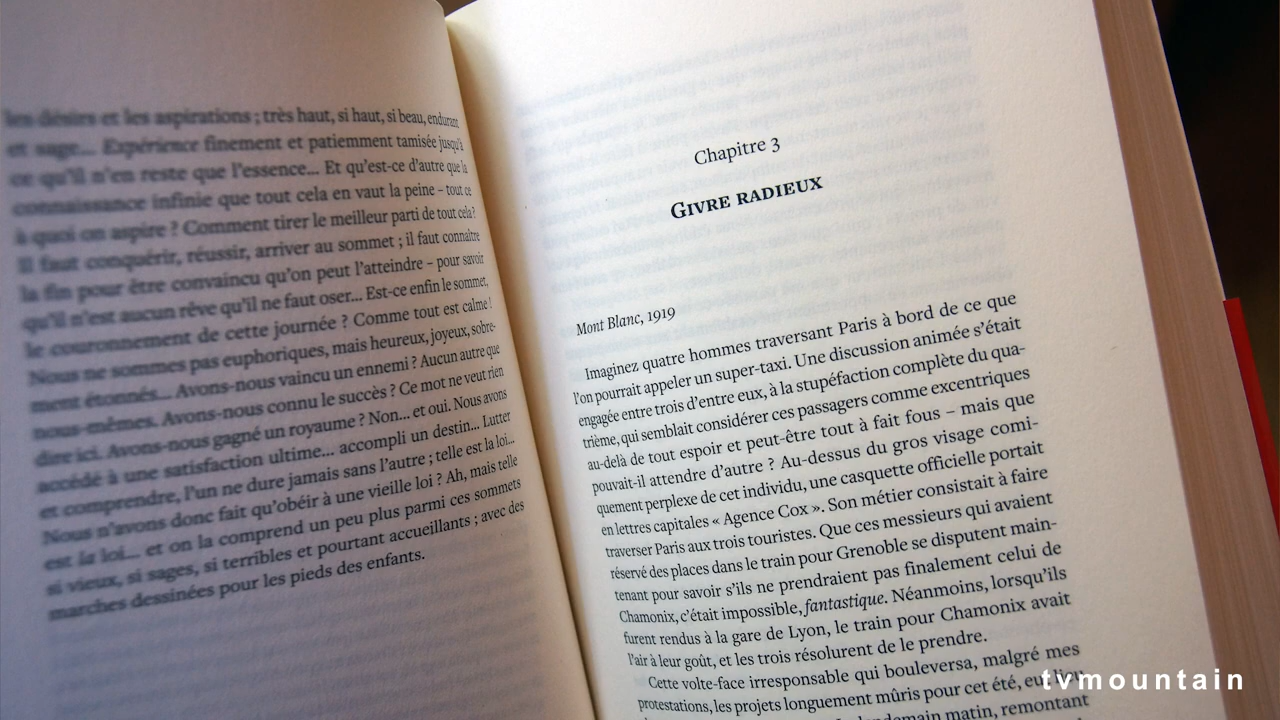 les désirs et les aspirations ; très haut, si haut, si beau, endurant
et sage... Expérience finement et patiemment tamisée jusqu'à
ce qu'il n'en reste que l'essence... Et qu'est-ce d'autre que la
connaissance infinie que tout cela en vaut la peine – tout ce
à quoi on aspire ? Comment tirer le meilleur parti de tout cela ?
Il faut conquérir, réussir, arriver au sommet ; il faut connaître
la fin pour être convaincu qu'on peut l'atteindre – pour savoir
qu'il n'est aucun rêve qu'il ne faut oser... Est-ce enfin le sommet,
le couronnement de cette journée ? Comme tout est calme !
Nous ne sommes pas euphoriques, mais heureux, joyeux, sobre-
ment étonnés... Avons-nous vaincu un ennemi ? Aucun autre que
nous-mêmes. Avons-nous connu le succès ? Ce mot ne veut rien
dire ici. Avons-nous gagné un royaume ? Non... et oui. Nous avons
accédé à une satisfaction ultime... accompli un destin... Lutter
et comprendre, l'un ne dure jamais sans l'autre ; telle est la loi...
Nous n'avons donc fait qu'obéir à une vieille loi ? Ah, mais telle
est la loi... et on la comprend un peu plus parmi ces sommets
si vieux, si sages, si terribles et pourtant accueillants ; avec des
marches dessinées pour les pieds des enfants.
Chapitre 3
GIVRE RADIEUX
Mont Blanc, 1919
Imaginez quatre hommes traversant Paris à bord de ce que
l'on pourrait appeler un super-taxi. Une discussion animée s'était
engagée entre trois d'entre eux, à la stupéfaction complète du qua-
trième, qui semblait considérer ces passagers comme excentriques
au-delà de tout espoir et peut-être tout à fait fous – mais que
pouvait-il attendre d'autre ? Au-dessus du gros visage comi-
quement perplexe de cet individu, une casquette officielle portait
en lettres capitales « Agence Cox ». Son métier consistait à faire
traverser Paris aux trois touristes. Que ces messieurs qui avaient
réservé des places dans le train pour Grenoble se disputent main-
tenant pour savoir s'ils ne prendraient pas finalement celui de
Chamonix, c'était impossible, fantastique. Néanmoins, lorsqu'ils
furent rendus à la gare de Lyon, le train pour Chamonix avait
l'air à leur goût, et les trois résolurent de le prendre.
Cette volte-face irresponsable qui bouleversa, malgré mes
protestations, les projets longuement mûris pour cet été, eut lieu
lendemain matin, remontant
tvmountain